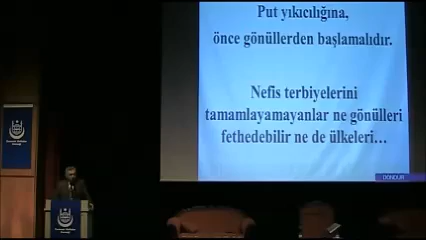 Put yıkıcılığına,
önce gönüllerden başlamalıdır.
Nefis terbiyelerini
tamamlayamayanlar ne gönülleri
fethedebilir ne de ülkeleri...
DONDUR